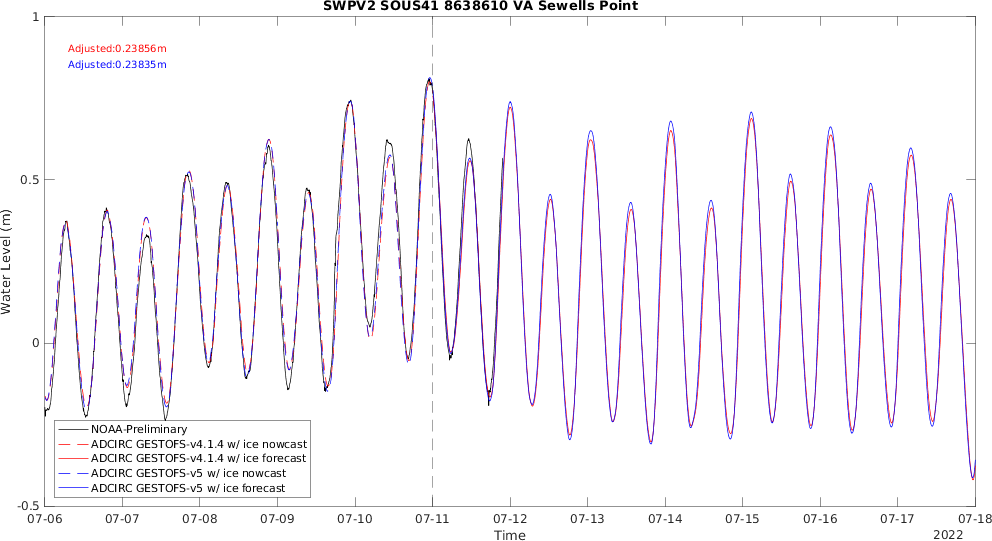 SWPV2 SOUS41 8638610 VA Sewells Point
Adjusted:0.23856m
Adjusted:0.23835m
1
0.5
0
-0.5
Water Level (m)
NOAA-Preliminary
ADCIRC GESTOFS-v4.1.4 w/ ice nowcast
ADCIRC GESTOFS-v4.1.4 w/ ice forecast
ADCIRC GESTOFS-v5 w/ ice nowcast
ADCIRC GESTOFS-v5 w/ ice forecast
07-06 07-07 07-08 07-09 07-10 07-11 07-12 07-13 07-14 07-15 07-16 07-17 07-18
Time
2022